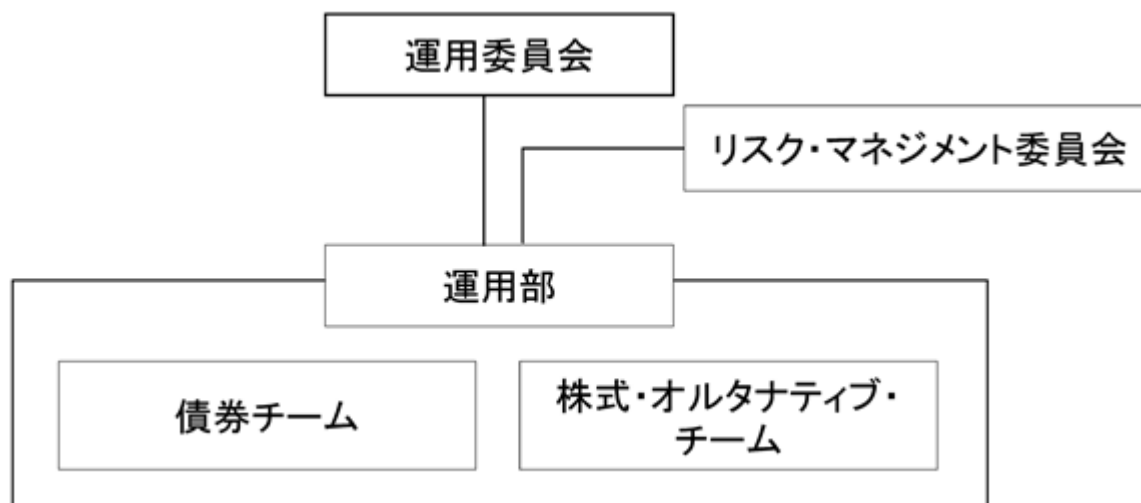 運用委員会
リスク・マネジメント委員会
運用部
債券チーム
株式・オルタナティブ・
チーム